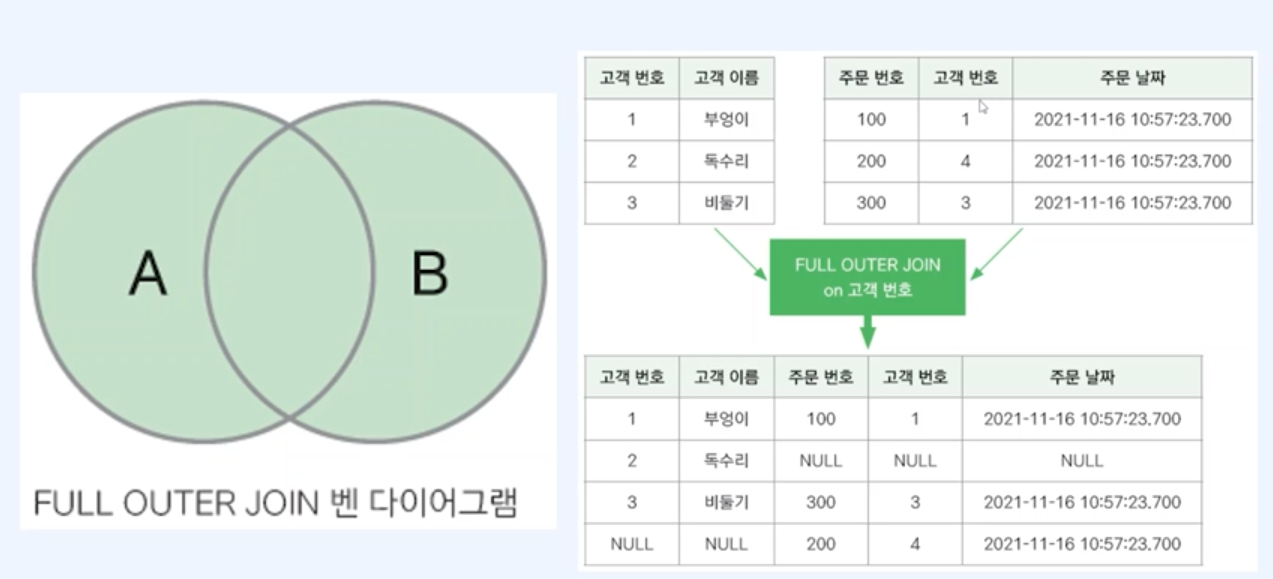 A
B
FULL OUTER JOIN 벤 다이어그램
고객 번호 고객 이름
1 부엉이
2 독수리
3 비둘기
주문 번호 고객 번호 주문 날짜
100 1 2021-11-16 10:57:23.700
200 4 2021-11-16 10:57:23.700
300 3 2021-11-16 10:57:23.700
FULL OUTER JOIN
on 고객 번호
고객 번호 고객 이름 주문 번호 고객 번호 주문 날짜
1 부엉이 100 1 2021-11-16 10:57:23.700
2 독수리 NULL NULL NULL
3 비둘기 300 3 2021-11-16 10:57:23.700
NULL NULL 200 4 2021-11-16 10:57:23.700